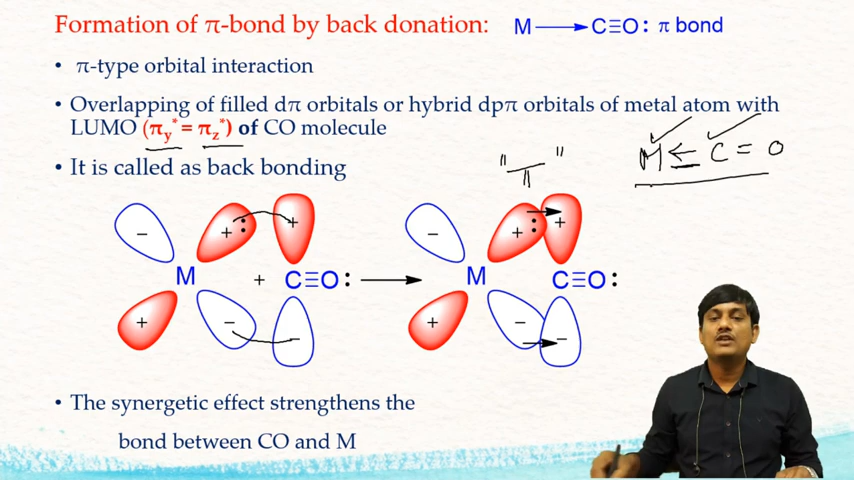 Formation of π-bond by back donation: M⟶C≡O: π bond
• π-type orbital interaction
• Overlapping of filled dπ orbitals or hybrid dpπ orbitals of metal atom with
LUMO (πy* = πz*) of CO molecule
M ⇐ C = O
• It is called as back bonding
" π "
− + : + − + : +
M + C≡O: ⟶ M C≡O:
+ − − + − −
• The synergetic effect strengthens the
bond between CO and M